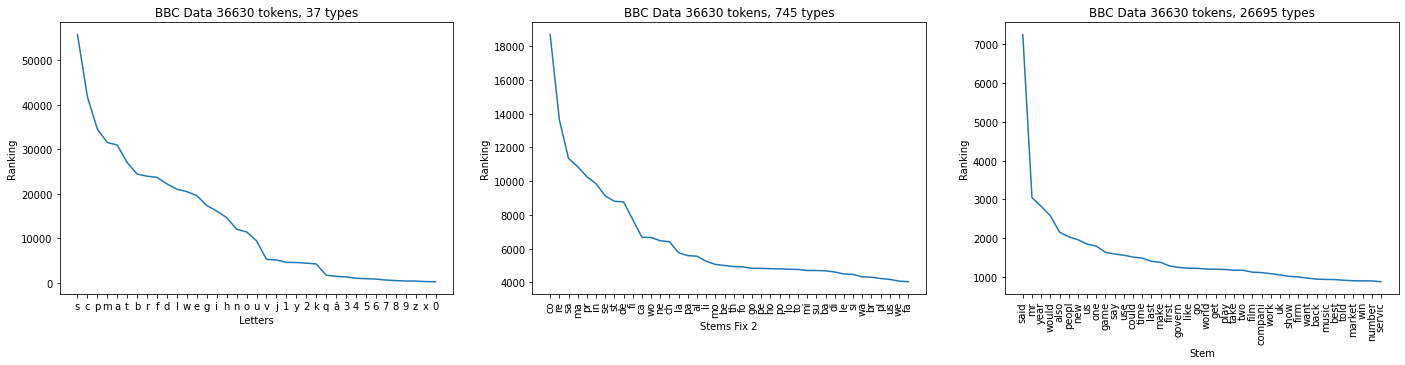 BBC Data 36630 tokens, 37 types
Ranking
50000
40000
30000
20000
10000
0
s c p m a t b r f d l w e g i h n o u v j 1 y 2 k q â 3 4 5 6 7 8 9 z x 0
Letters
BBC Data 36630 tokens, 745 types
Ranking
18000
16000
14000
12000
10000
8000
6000
4000
co re sa ma pr in se st de fi ca wo ne ch la pa al li mo be th fo go pe ho po lo to mi su ba di le si wa br pl us we fa
Stems Fix 2
BBC Data 36630 tokens, 26695 types
Ranking
7000
6000
5000
4000
3000
2000
1000
said mr year would also peopl new us one game say use could time last make first govern like go world get play take two film compani work uk show firm want back music best told market win number servic
Stem